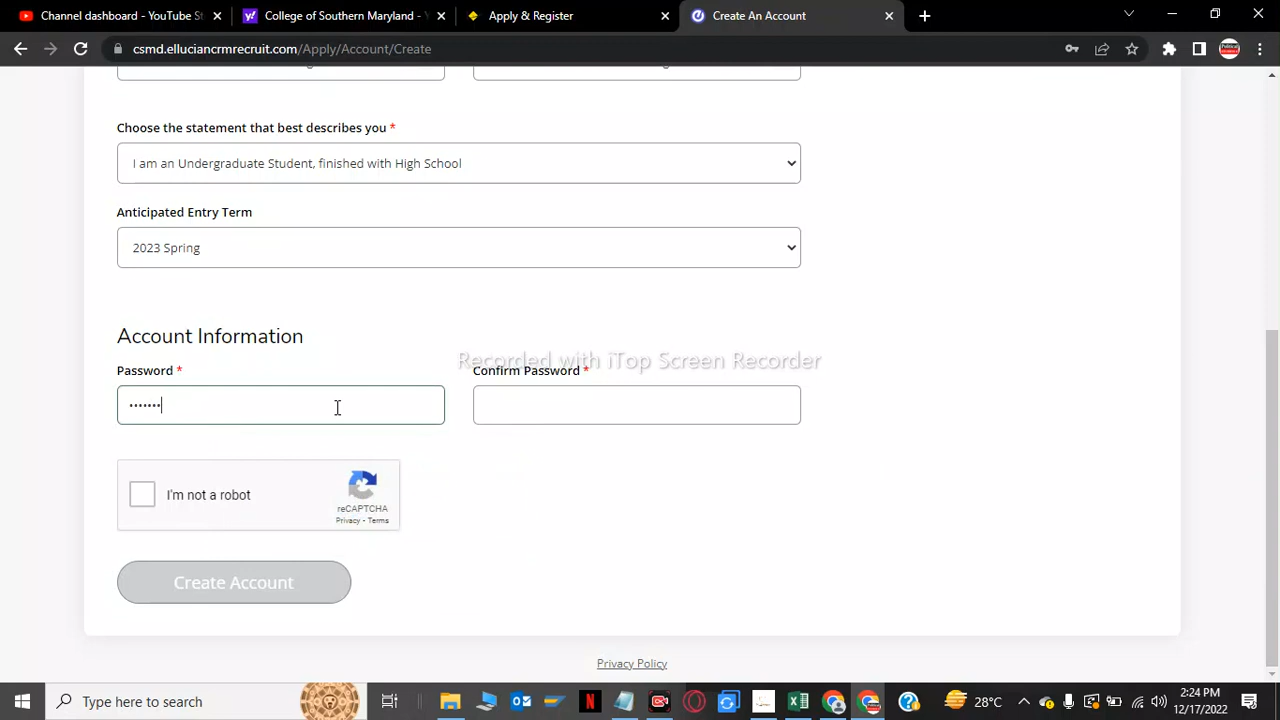 Channel dashboard - YouTube St
College of Southern Maryland - Y
Apply & Register
Create An Account
csmd.elluciancrmrecruit.com/Apply/Account/Create
Choose the statement that best describes you *
I am an Undergraduate Student, finished with High School
Anticipated Entry Term
2023 Spring
Account Information
Recorded with iTop Screen Recorder
Password *
Confirm Password *
I'm not a robot
reCAPTCHA
Privacy - Terms
Create Account
Privacy Policy
Type here to search
28°C
2:24 PM
12/17/2022